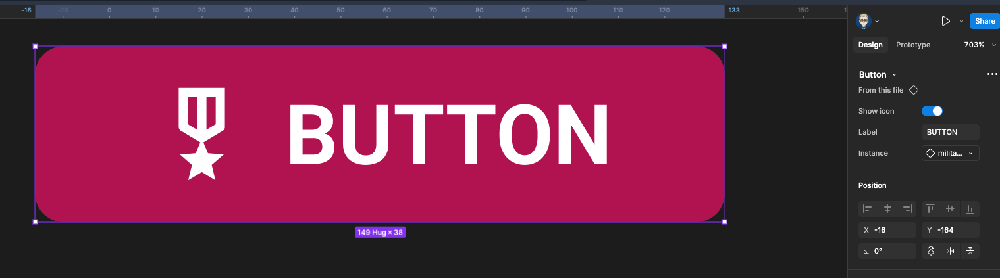 -16 -10 0 10 20 30 40 50 60 70 80 90 100 110 120 133 150
Share
Design Prototype 703%
Button
From this file
Show icon
Label BUTTON
Instance milita...
Position
X -16 Y -164
0°
BUTTON
149 Hug × 38